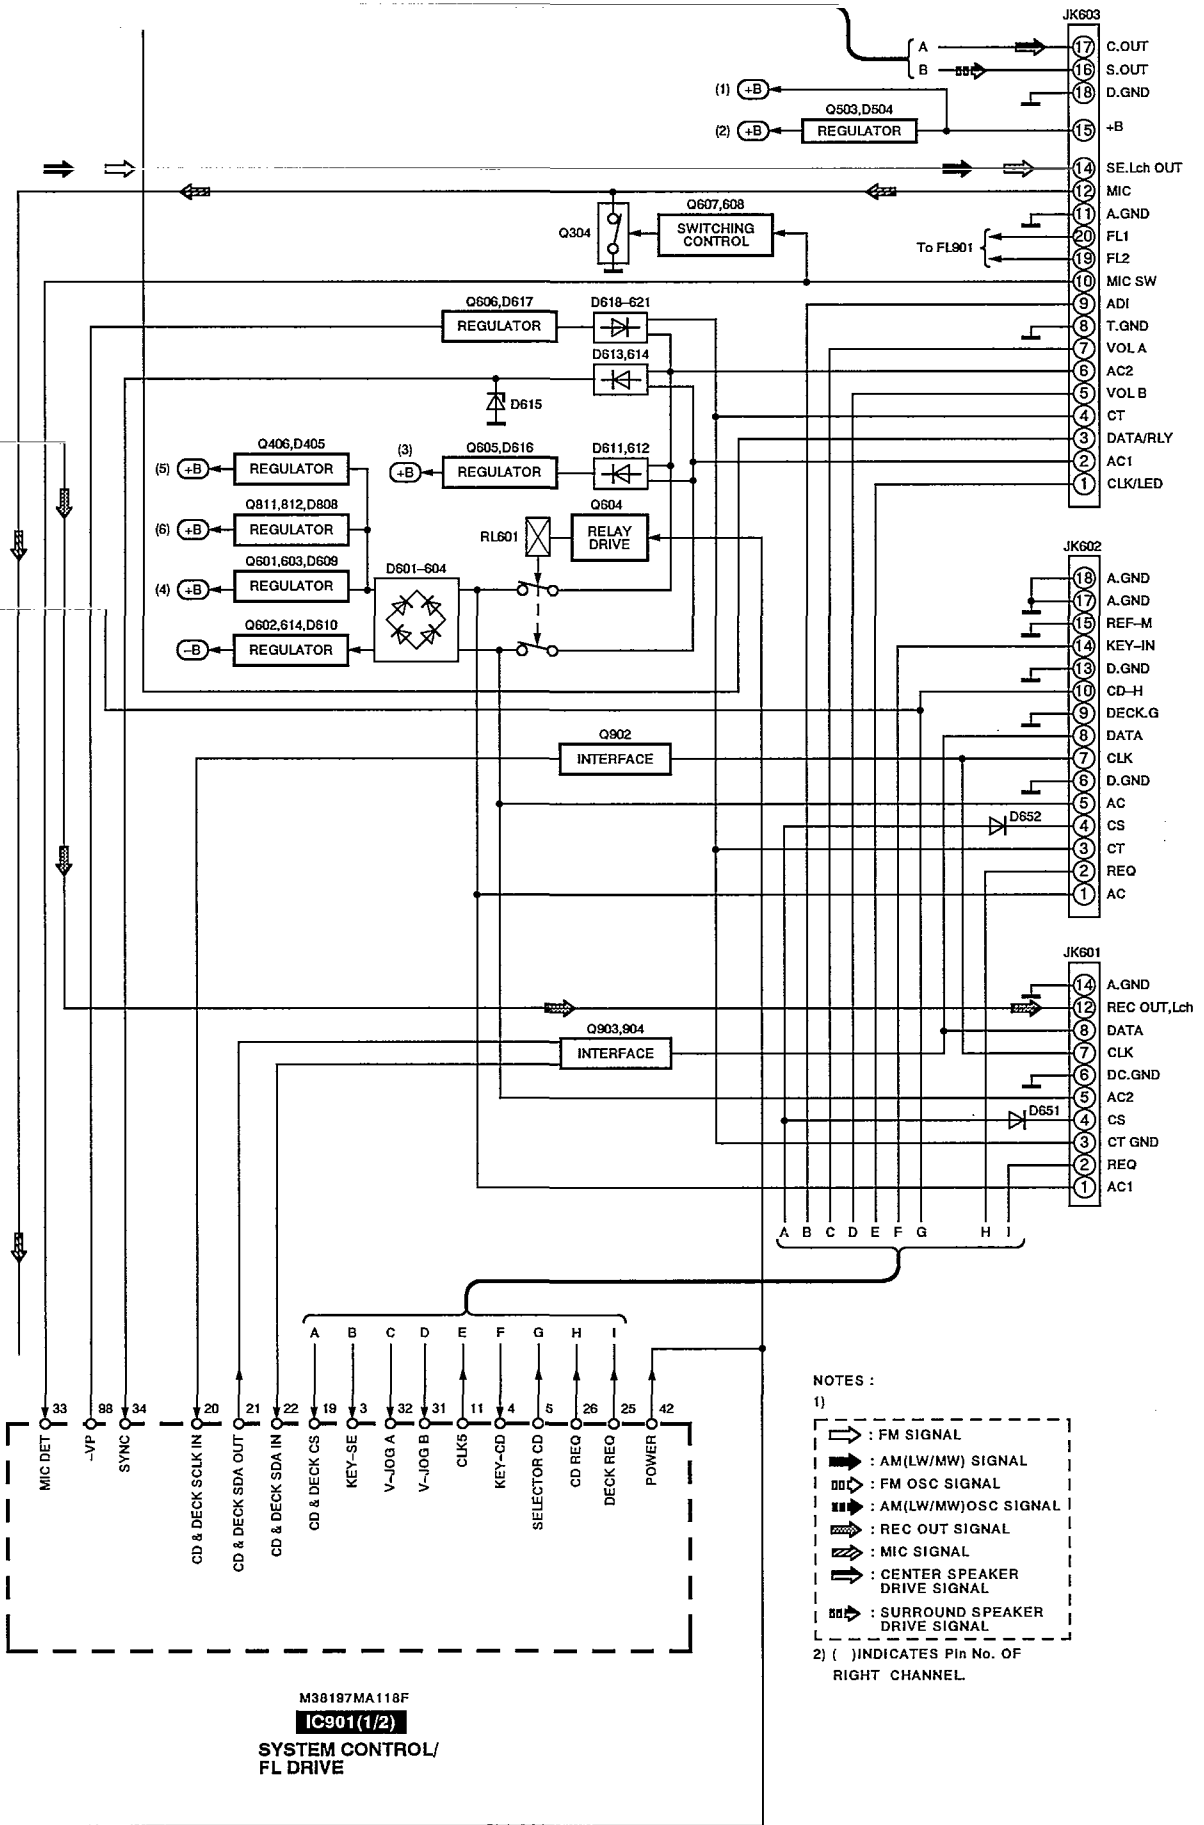 JK603
A
17 C.OUT
B
16 S.OUT
(1) +B
18 D.GND
Q503,D504
(2) +B
REGULATOR
15 +B
14 SE.Lch OUT
12 MIC
Q607,608
11 A.GND
Q304
SWITCHING
CONTROL
20 FL1
To FL901
19 FL2
10 MIC SW
Q606,D617
D618-621
9 ADI
REGULATOR
8 T.GND
D613,614
7 VOL A
6 AC2
5 VOL B
D615
4 CT
Q406,D405
(3)
Q605,D616
D611,612
3 DATA/RLY
(5) +B
REGULATOR
+B
REGULATOR
2 AC1
1 CLK/LED
Q811,812,D808
Q604
(6) +B
REGULATOR
RL601
RELAY
DRIVE
JK602
Q601,603,D609
D601-604
18 A.GND
(4) +B
REGULATOR
17 A.GND
Q602,614,D610
15 REF-M
-B
REGULATOR
14 KEY-IN
13 D.GND
10 CD-H
9 DECK.G
Q902
8 DATA
INTERFACE
7 CLK
6 D.GND
5 AC
D652
4 CS
3 CT
2 REQ
1 AC
JK601
14 A.GND
12 REC OUT,Lch
Q903,904
8 DATA
INTERFACE
7 CLK
6 DC.GND
5 AC2
D651
4 CS
3 CT GND
2 REQ
1 AC1
A B C D E F G H I
A B C D E F G H I
33 98 34 20 21 22 19 3 32 31 11 4 5 26 25 42
MIC DET
-VP
SYNC
CD & DECK SCLK IN
CD & DECK SDA OUT
CD & DECK SDA IN
CD & DECK CS
KEY-SE
V-JOG A
V-JOG B
CLK5
KEY-CD
SELECTOR CD
CD REQ
DECK REQ
POWER
NOTES :
1)
: FM SIGNAL
: AM(LW/MW) SIGNAL
: FM OSC SIGNAL
: AM(LW/MW)OSC SIGNAL
: REC OUT SIGNAL
: MIC SIGNAL
: CENTER SPEAKER
DRIVE SIGNAL
: SURROUND SPEAKER
DRIVE SIGNAL
2) ( )INDICATES Pin No. OF
RIGHT CHANNEL.
M38197MA118F
IC901(1/2)
SYSTEM CONTROL/
FL DRIVE